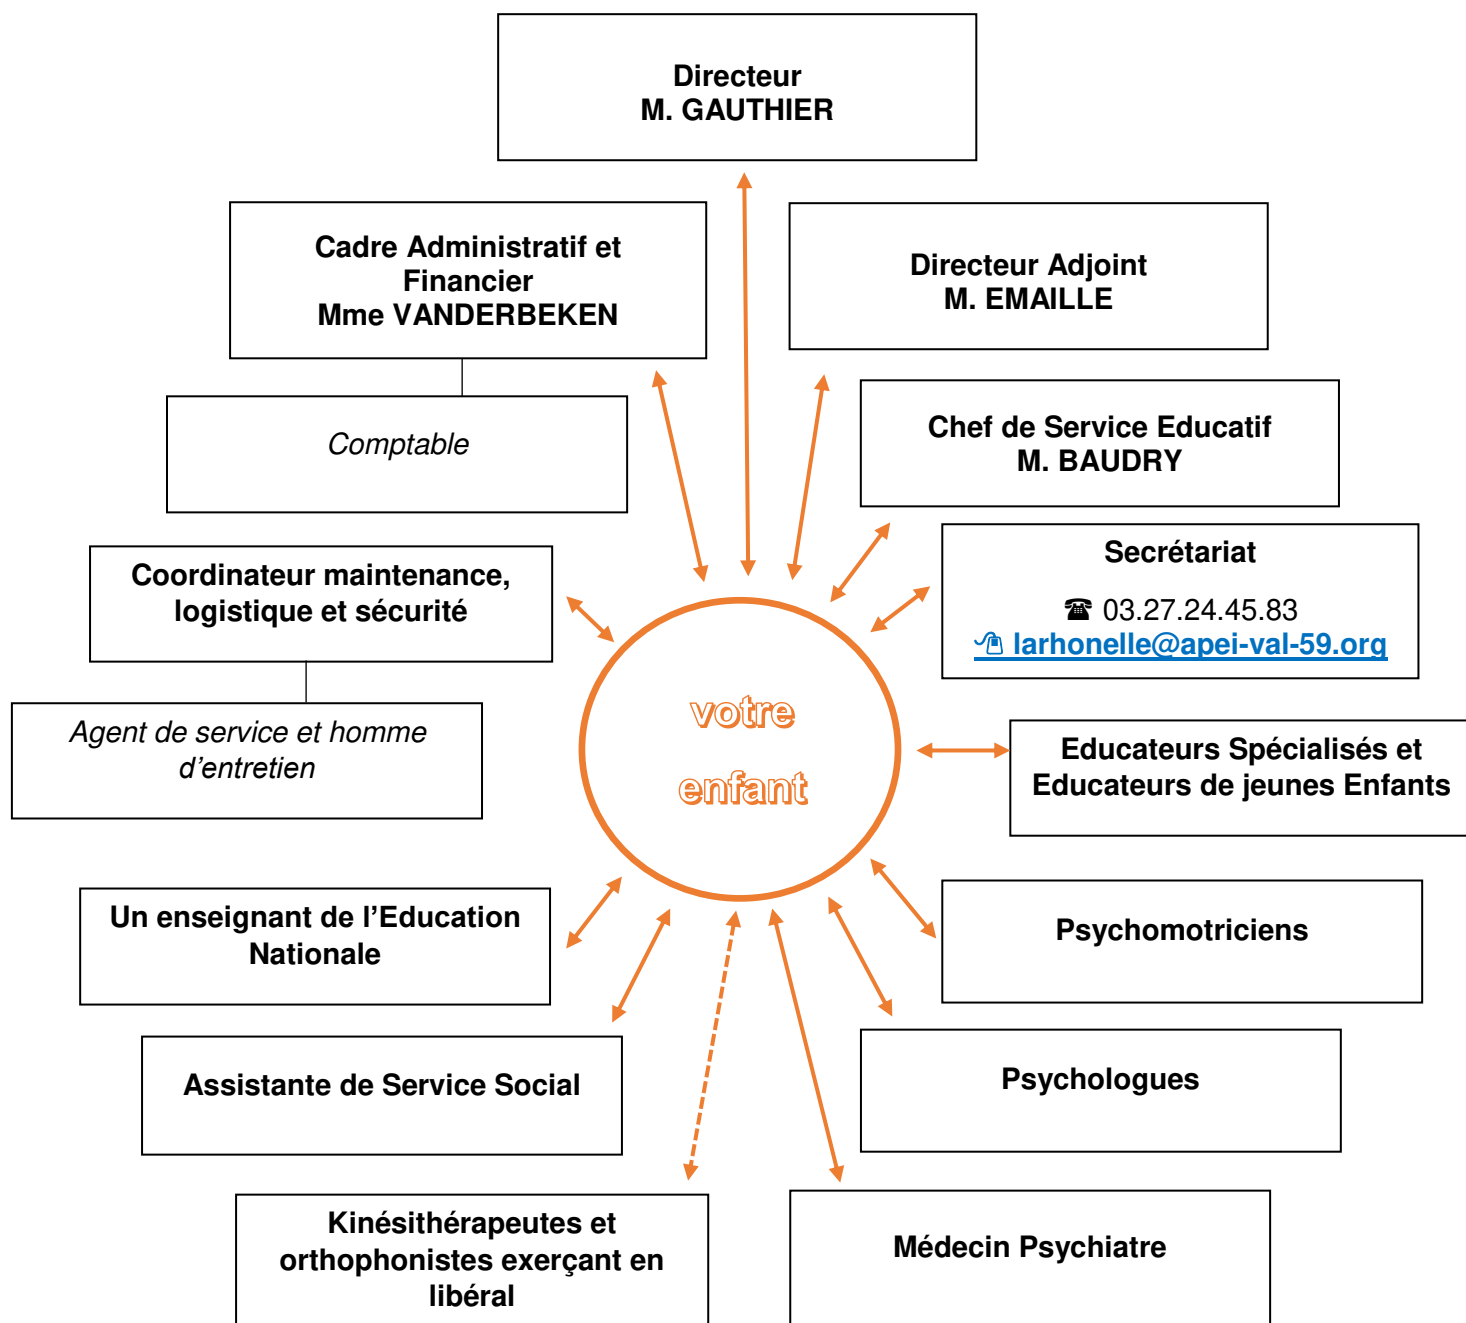 Directeur
M. GAUTHIER
Cadre Administratif et
Financier
Mme VANDERBEKEN
Directeur Adjoint
M. EMAILLE
Comptable
Chef de Service Educatif
M. BAUDRY
Coordinateur maintenance,
logistique et sécurité
Secrétariat
☎ 03.27.24.45.83
larhonelle@apei-val-59.org
Agent de service et homme
d'entretien
votre
enfant
Educateurs Spécialisés et
Educateurs de jeunes Enfants
Un enseignant de l’Education
Nationale
Psychomotriciens
Assistante de Service Social
Psychologues
Kinésithérapeutes et
orthophonistes exerçant en
libéral
Médecin Psychiatre